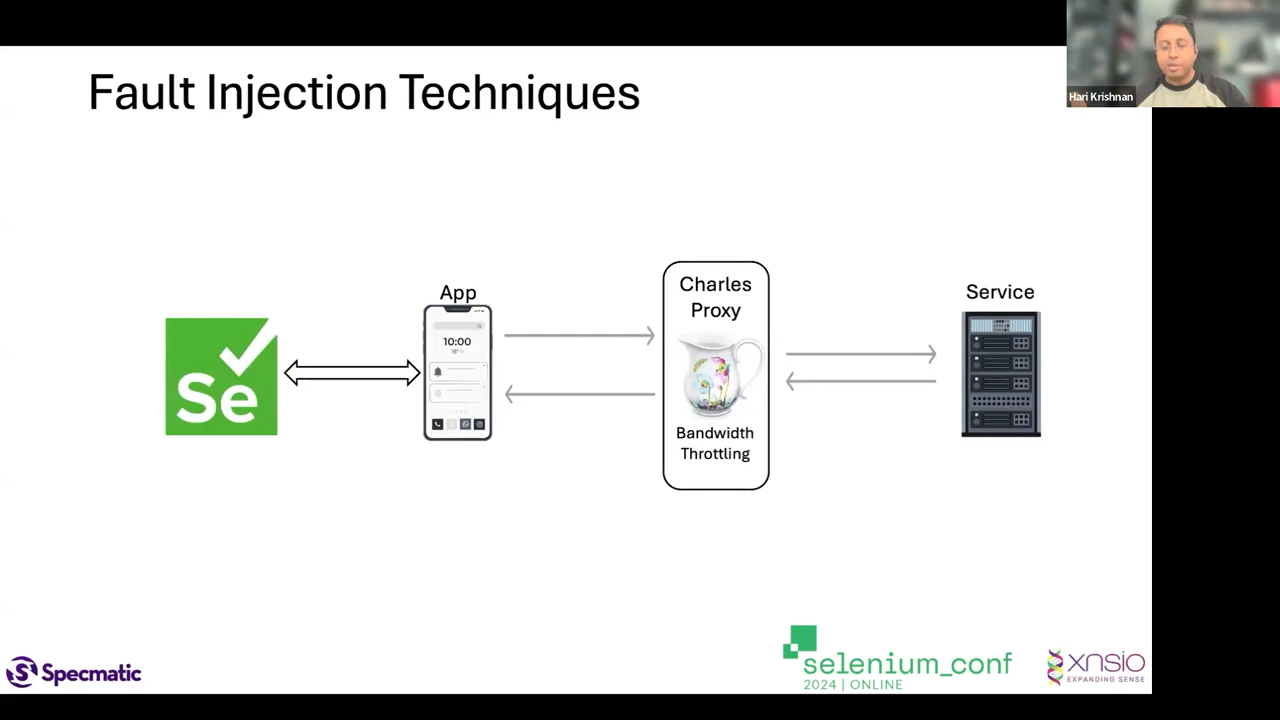 Fault Injection Techniques
Hari Krishnan
App
Charles
Proxy
Service
10:00
Se
Bandwidth
Throttling
Specmatic
selenium_conf
2024 | ONLINE
xnsio
EXPANDING SENSE